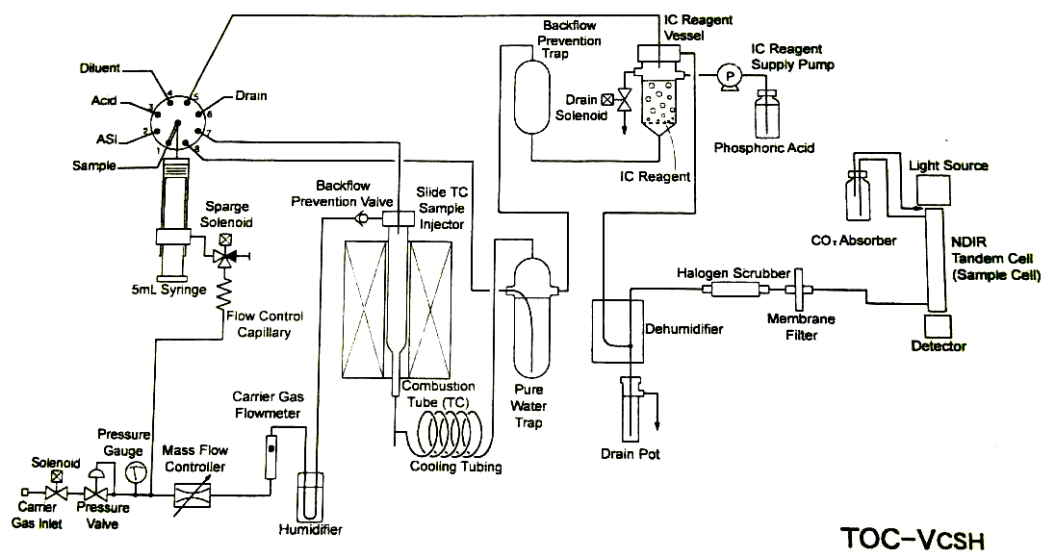 Diluent
Acid
ASI
Sample
1
2
3
4
5
6
7
8
Drain
Sparge
Solenoid
5mL Syringe
Flow Control
Capillary
Backflow
Prevention Valve
Slide TC
Sample
Injector
Backflow
Prevention
Trap
IC Reagent
Vessel
IC Reagent
Supply Pump
P
Drain
Solenoid
Phosphoric Acid
IC Reagent
Light Source
CO₂ Absorber
NDIR
Tandem Cell
(Sample Cell)
Halogen Scrubber
Membrane
Filter
Detector
Dehumidifier
Drain Pot
Combustion
Tube (TC)
Pure
Water
Trap
Cooling Tubing
Carrier Gas
Flowmeter
Humidifier
Pressure
Gauge
Mass Flow
Controller
Solenoid
Carrier
Gas Inlet
Pressure
Valve
TOC-VCSH